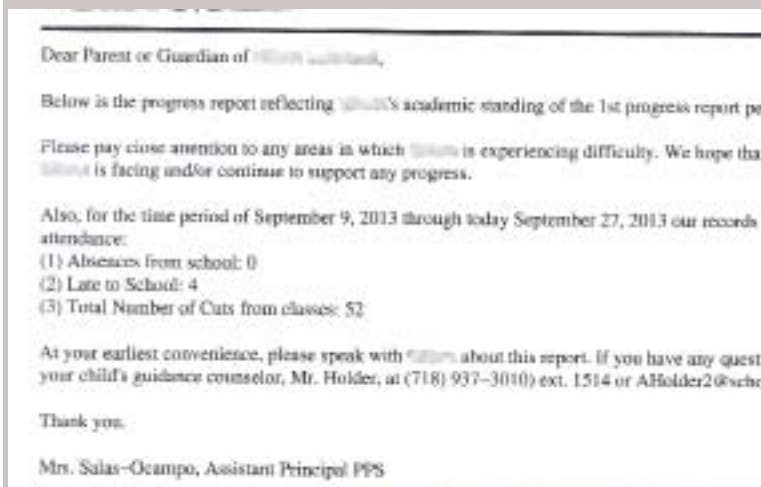 Dear Parent or Guardian of
Below is the progress report reflecting 's academic standing of the 1st progress report pe
Please pay close attention to any areas in which is experiencing difficulty. We hope tha
is facing and/or continue to support any progress.
Also, for the time period of September 9, 2013 through today September 27, 2013 our records
attendance:
(1) Absences from school: 0
(2) Late to School: 4
(3) Total Number of Cuts from classes: 52
At your earliest convenience, please speak with about this report. If you have any quest
your child's guidance counselor, Mr. Holder, at (718) 937-3010) ext. 1514 or AHolder2@scho
Thank you.
Mrs. Salas-Ocampo, Assistant Principal PPS